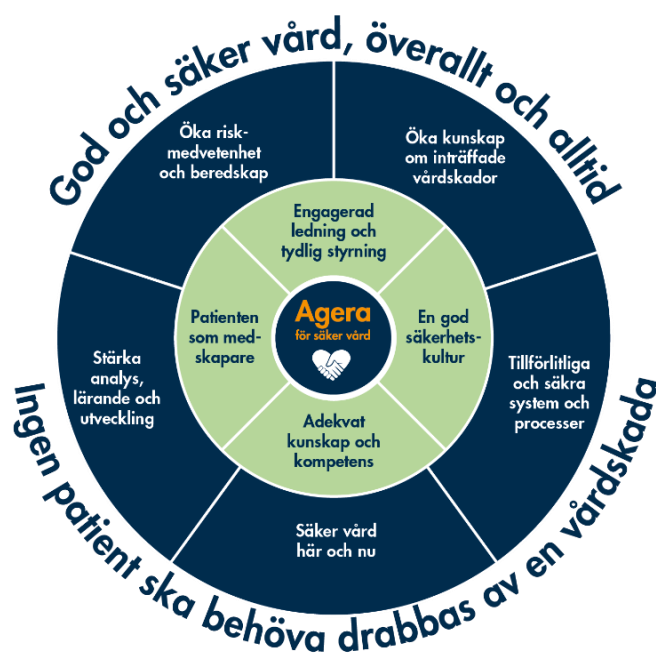 God och säker vård, överallt och alltid
Öka risk-
medvetenhet
och beredskap
Öka kunskap
om inträffade
vårdskador
Engagerad
ledning och
tydlig styrning
Patienten
som med-
skapare
Agera
för säker vård
En god
säkerhets-
kultur
Stärka
analys,
lärande och
utveckling
Tillförlitliga
och säkra
system och
processer
Adekvat
kunskap och
kompetens
Säker vård
här och nu
Ingen patient ska behöva drabbas av en vårdskada